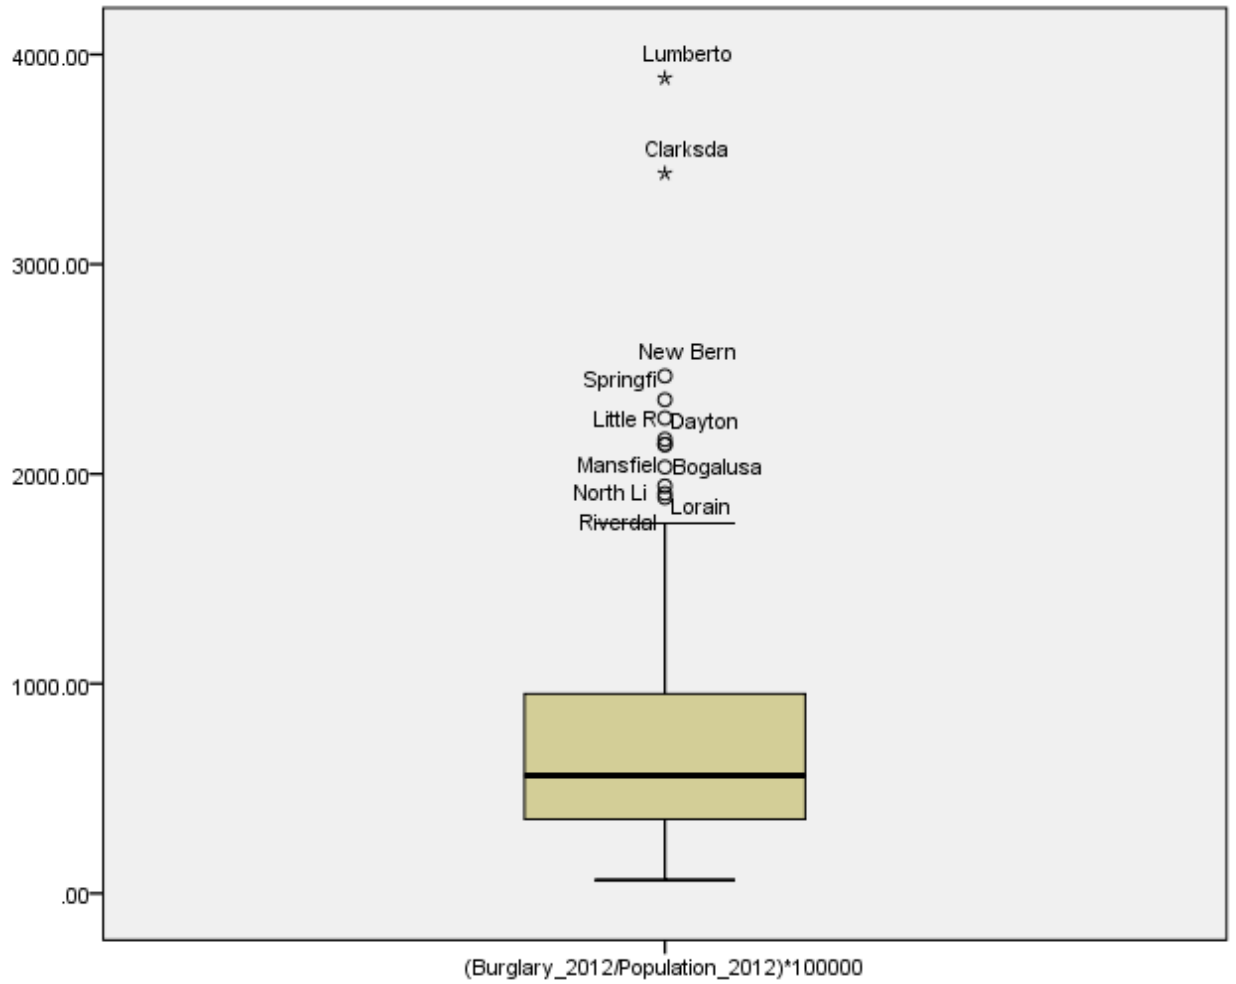 4000.00
Lumberto
Clarksda
3000.00
New Bern
Springfi
Little R Dayton
2000.00
Mansfiel Bogalusa
North Li
Lorain
Riverdal
1000.00
.00
(Burglary_2012/Population_2012)*100000